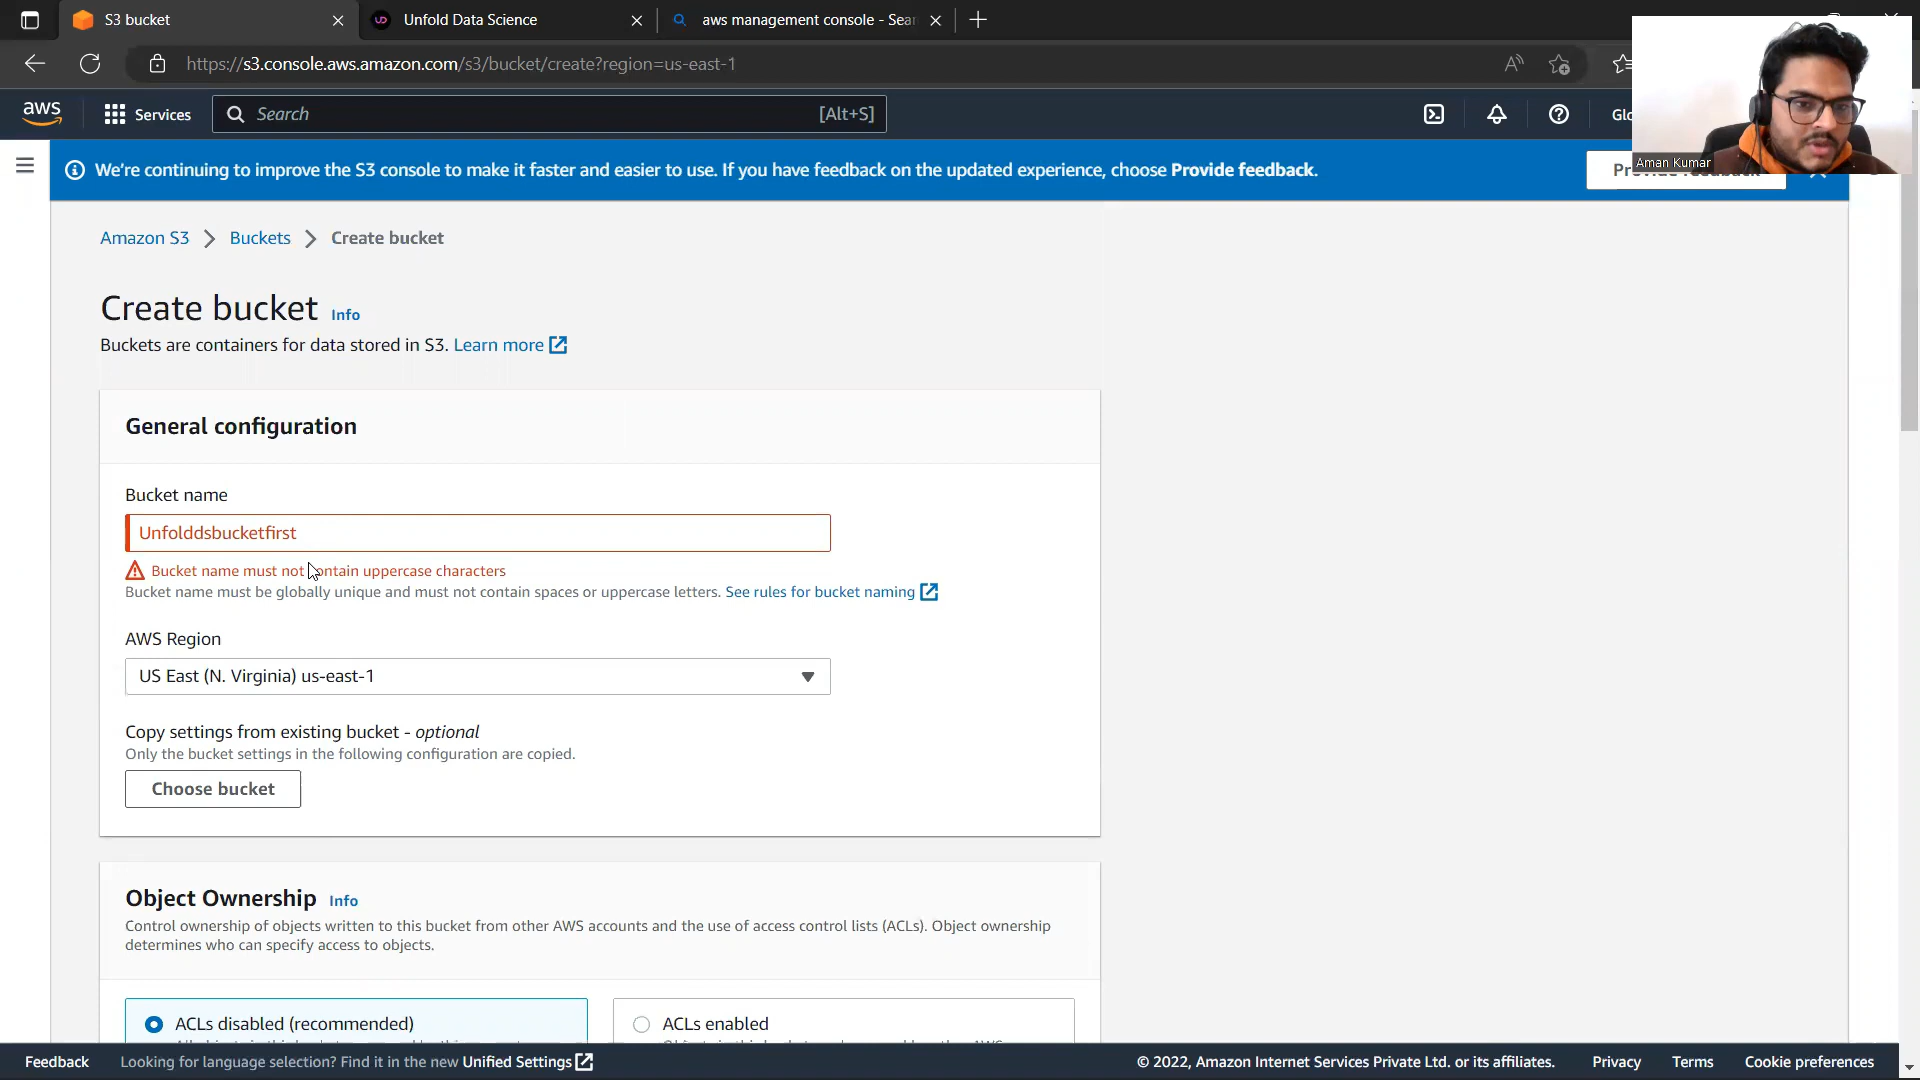 S3 bucket
Unfold Data Science
aws management console - Sear
https://s3.console.aws.amazon.com/s3/bucket/create?region=us-east-1
aws
Services
Search
[Alt+S]
We're continuing to improve the S3 console to make it faster and easier to use. If you have feedback on the updated experience, choose Provide feedback.
Aman Kumar
Amazon S3
Buckets
Create bucket
Create bucket Info
Buckets are containers for data stored in S3. Learn more
General configuration
Bucket name
Unfolddsbucketfirst
Bucket name must not contain uppercase characters
Bucket name must be globally unique and must not contain spaces or uppercase letters. See rules for bucket naming
AWS Region
US East (N. Virginia) us-east-1
Copy settings from existing bucket - optional
Only the bucket settings in the following configuration are copied.
Choose bucket
Object Ownership Info
Control ownership of objects written to this bucket from other AWS accounts and the use of access control lists (ACLs). Object ownership
determines who can specify access to objects.
ACLs disabled (recommended)
ACLs enabled
Feedback
Looking for language selection? Find it in the new Unified Settings
© 2022, Amazon Internet Services Private Ltd. or its affiliates.
Privacy
Terms
Cookie preferences